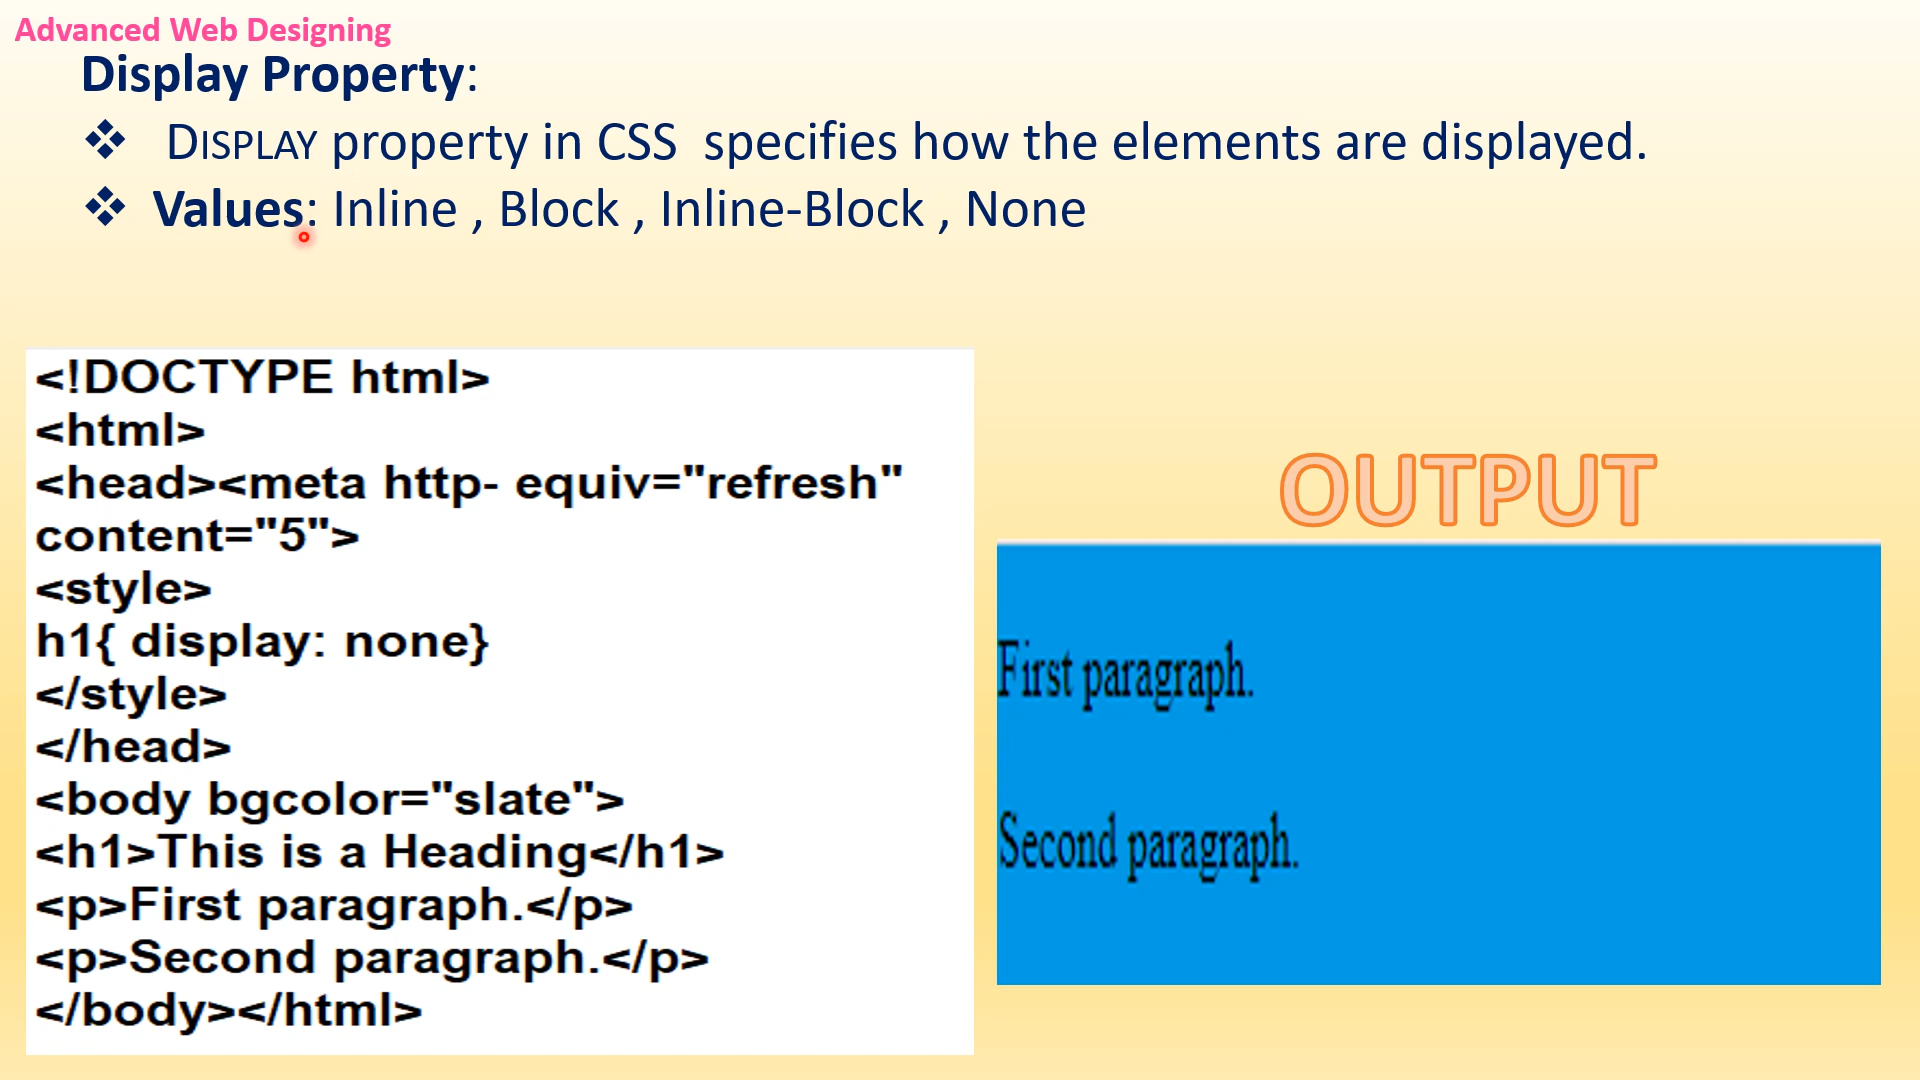 Advanced Web Designing
Display Property:
❖ DISPLAY property in CSS specifies how the elements are displayed.
❖ Values: Inline , Block , Inline-Block , None
<!DOCTYPE html>
<html>
<head><meta http- equiv="refresh"
content="5">
<style>
h1{ display: none}
</style>
</head>
<body bgcolor="slate">
<h1>This is a Heading</h1>
<p>First paragraph.</p>
<p>Second paragraph.</p>
</body></html>
OUTPUT
First paragraph.
Second paragraph.